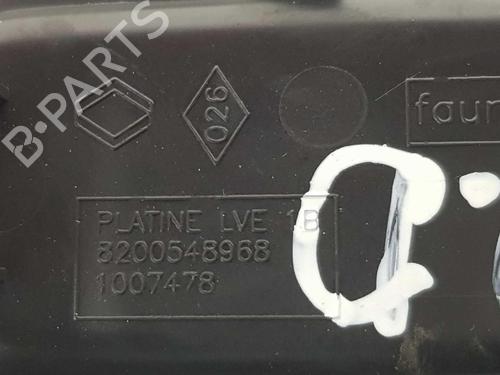 B-PARTS
026
faur
PLATINE LVE 1B
8200548968
1007478